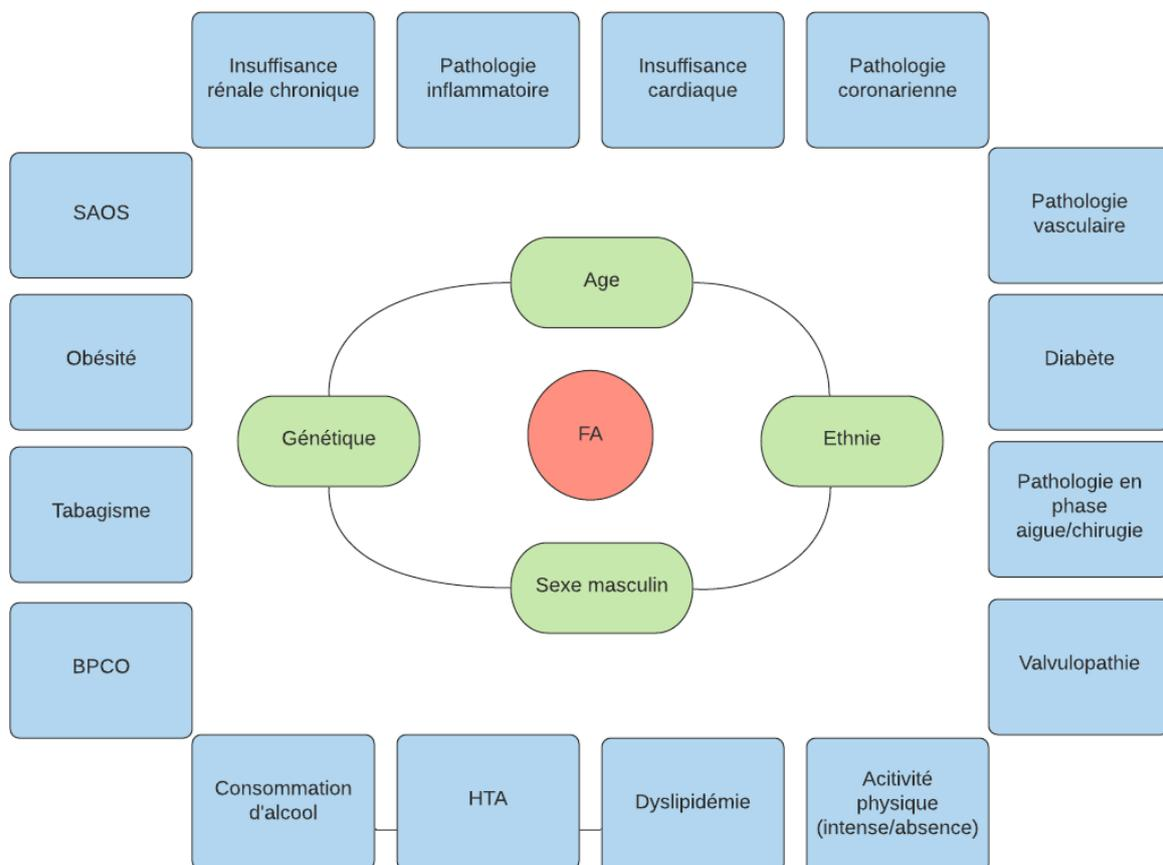 Insuffisance
rénale chronique
Pathologie
inflammatoire
Insuffisance
cardiaque
Pathologie
coronarienne
SAOS
Pathologie
vasculaire
Age
Obésité
Diabète
Génétique
FA
Ethnie
Tabagisme
Pathologie en
phase
aigue/chirugie
Sexe masculin
BPCO
Valvulopathie
Consommation
d'alcool
HTA
Dyslipidémie
Acitivité
physique
(intense/absence)